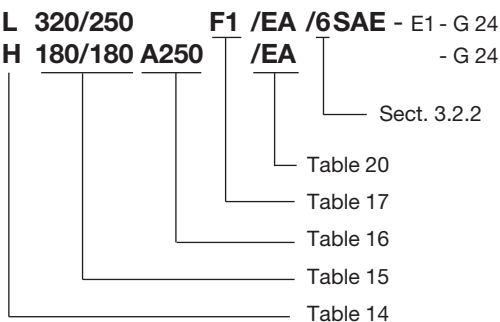 L 320/250 F1 /EA /6 SAE - E1 - G 24
H 180/180 A250 /EA - G 24
Sect. 3.2.2
Table 20
Table 17
Table 16
Table 15
Table 14